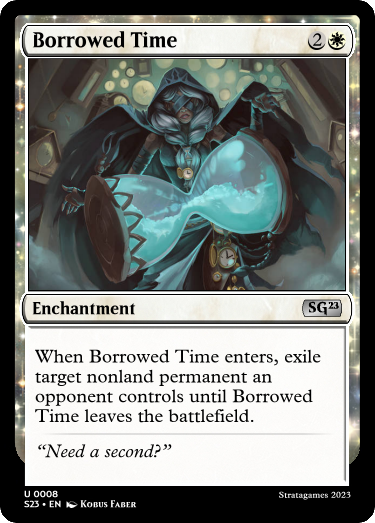 Borrowed Time 2
Enchantment SG23
When Borrowed Time enters, exile
target nonland permanent an
opponent controls until Borrowed
Time leaves the battlefield.
“Need a second?”
U 0008 Stratagames 2023
S23 • EN Kobus Faber